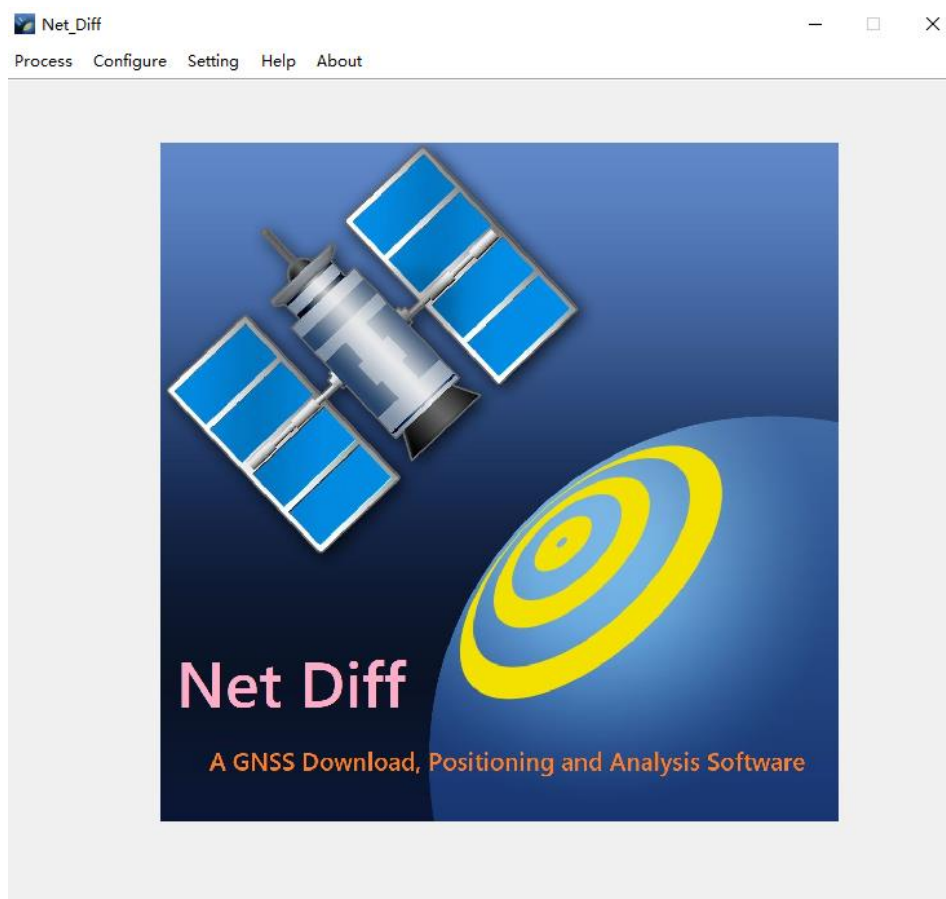 Net_Diff
Process Configure Setting Help About
Net Diff
A GNSS Download, Positioning and Analysis Software